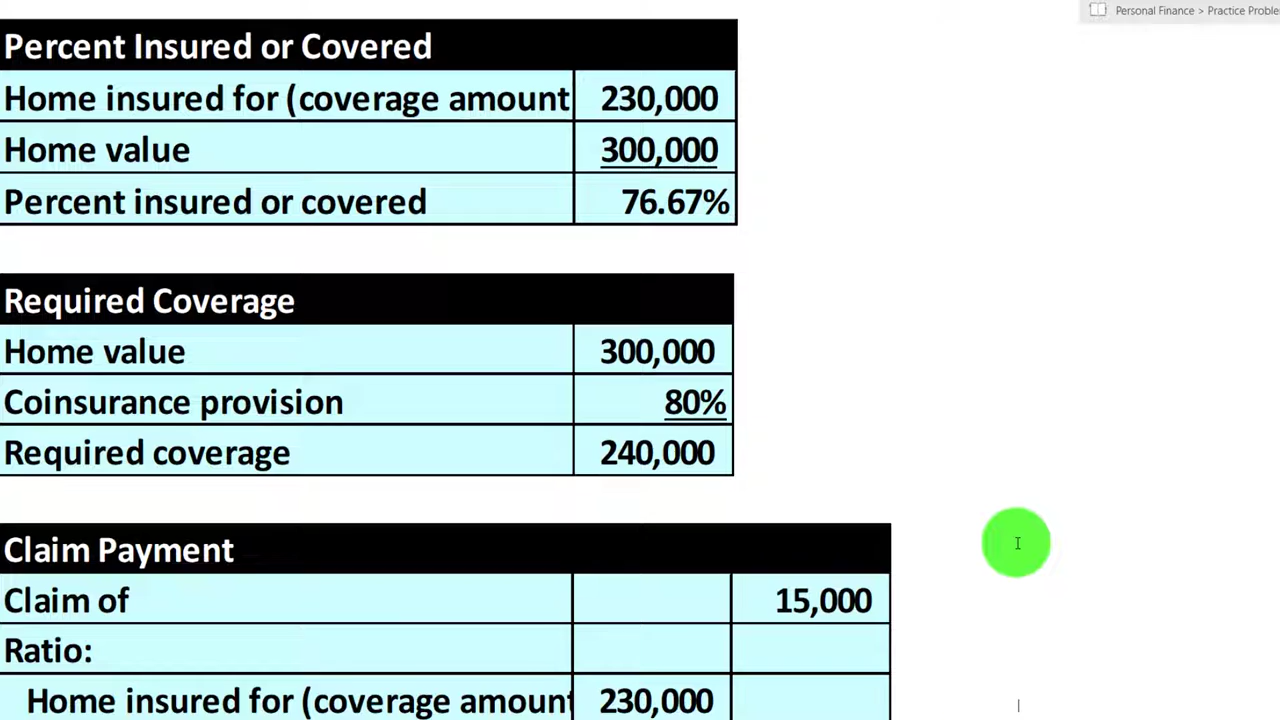 Personal Finance > Practice
Percent Insured or Covered
Home insured for (coverage amount 230,000
Home value 300,000
Percent insured or covered 76.67%
Required Coverage
Home value 300,000
Coinsurance provision 80%
Required coverage 240,000
Claim Payment
Claim of 15,000
Ratio:
Home insured for (coverage amount 230,000